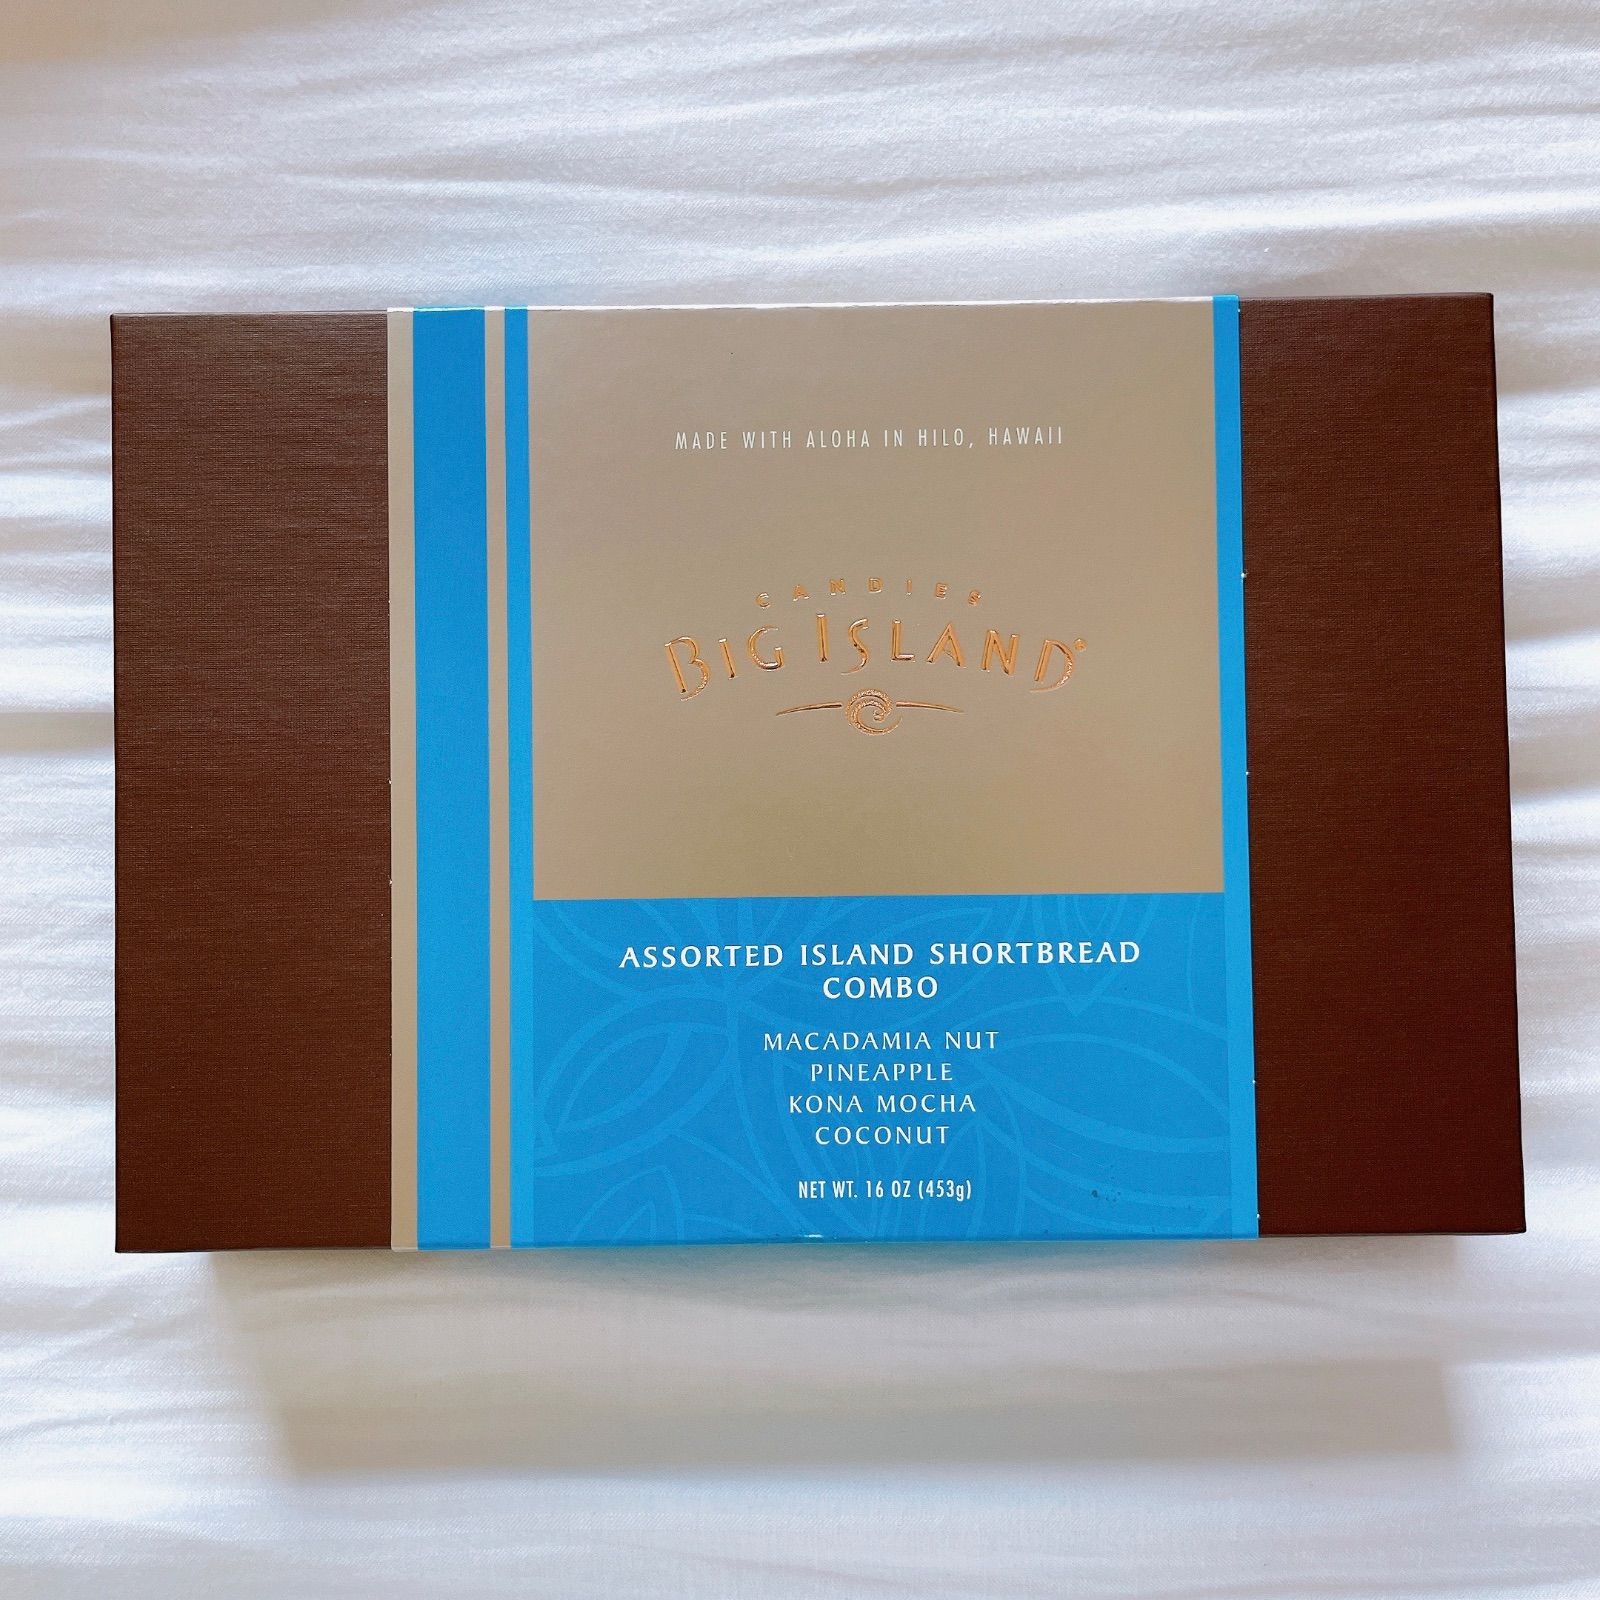 MADE WITH ALOHA IN HILO, HAWAII
CANDIES
BIG ISLAND®
ASSORTED ISLAND SHORTBREAD
COMBO
MACADAMIA NUT
PINEAPPLE
KONA MOCHA
COCONUT
NET WT. 16 OZ (453g)